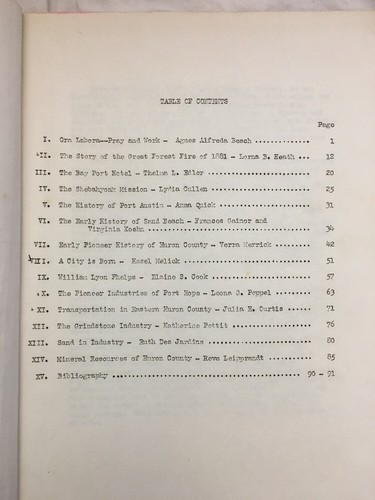 TABLE OF CONTENTS
Page
I. Ora Labora--Pray and Work - Agnes Alfreda Beach .............. 1
II. The Story of the Great Forest Fire of 1881 - Lorna B. Heath ... 12
III. The Bay Port Hotel - Thelma L. Edler ........................ 20
IV. The Shebahyonk Mission - Lydia Cullen ....................... 25
V. The History of Port Austin - Anna Quick ..................... 31
VI. The Early History of Sand Beach - Frances Gainor and
Virginia ................................ 34
VII. Early Pioneer History of Huron County - Verna Herrick ....... 42
VIII. A City is Born - Hazel Helick ............................... 51
IX. William Lyon Phelps - Elaine S. Cook ........................ 57
X. The Pioneer Industries of Port Hope - Leona G. Peppel ....... 63
XI. Transportation in Eastern Huron County - Julia E. Curtis .... 71
XII. The Grindstone Industry - Katherine Pettit .................. 76
XIII. Sand in Industry - Ruth Des Jardins ......................... 80
XIV. Mineral Resources of Huron County - Reva Leipprandt ......... 85
XV. Bibliography ............................................ 90 - 91